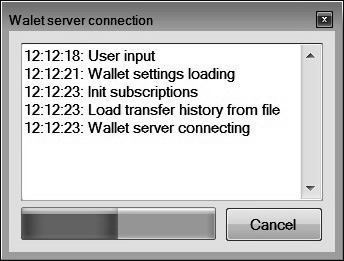 Walet server connection
12:12:18: User input
12:12:21: Wallet settings loading
12:12:23: Init subscriptions
12:12:23: Load transfer history from file
12:12:23: Wallet server connecting
Cancel